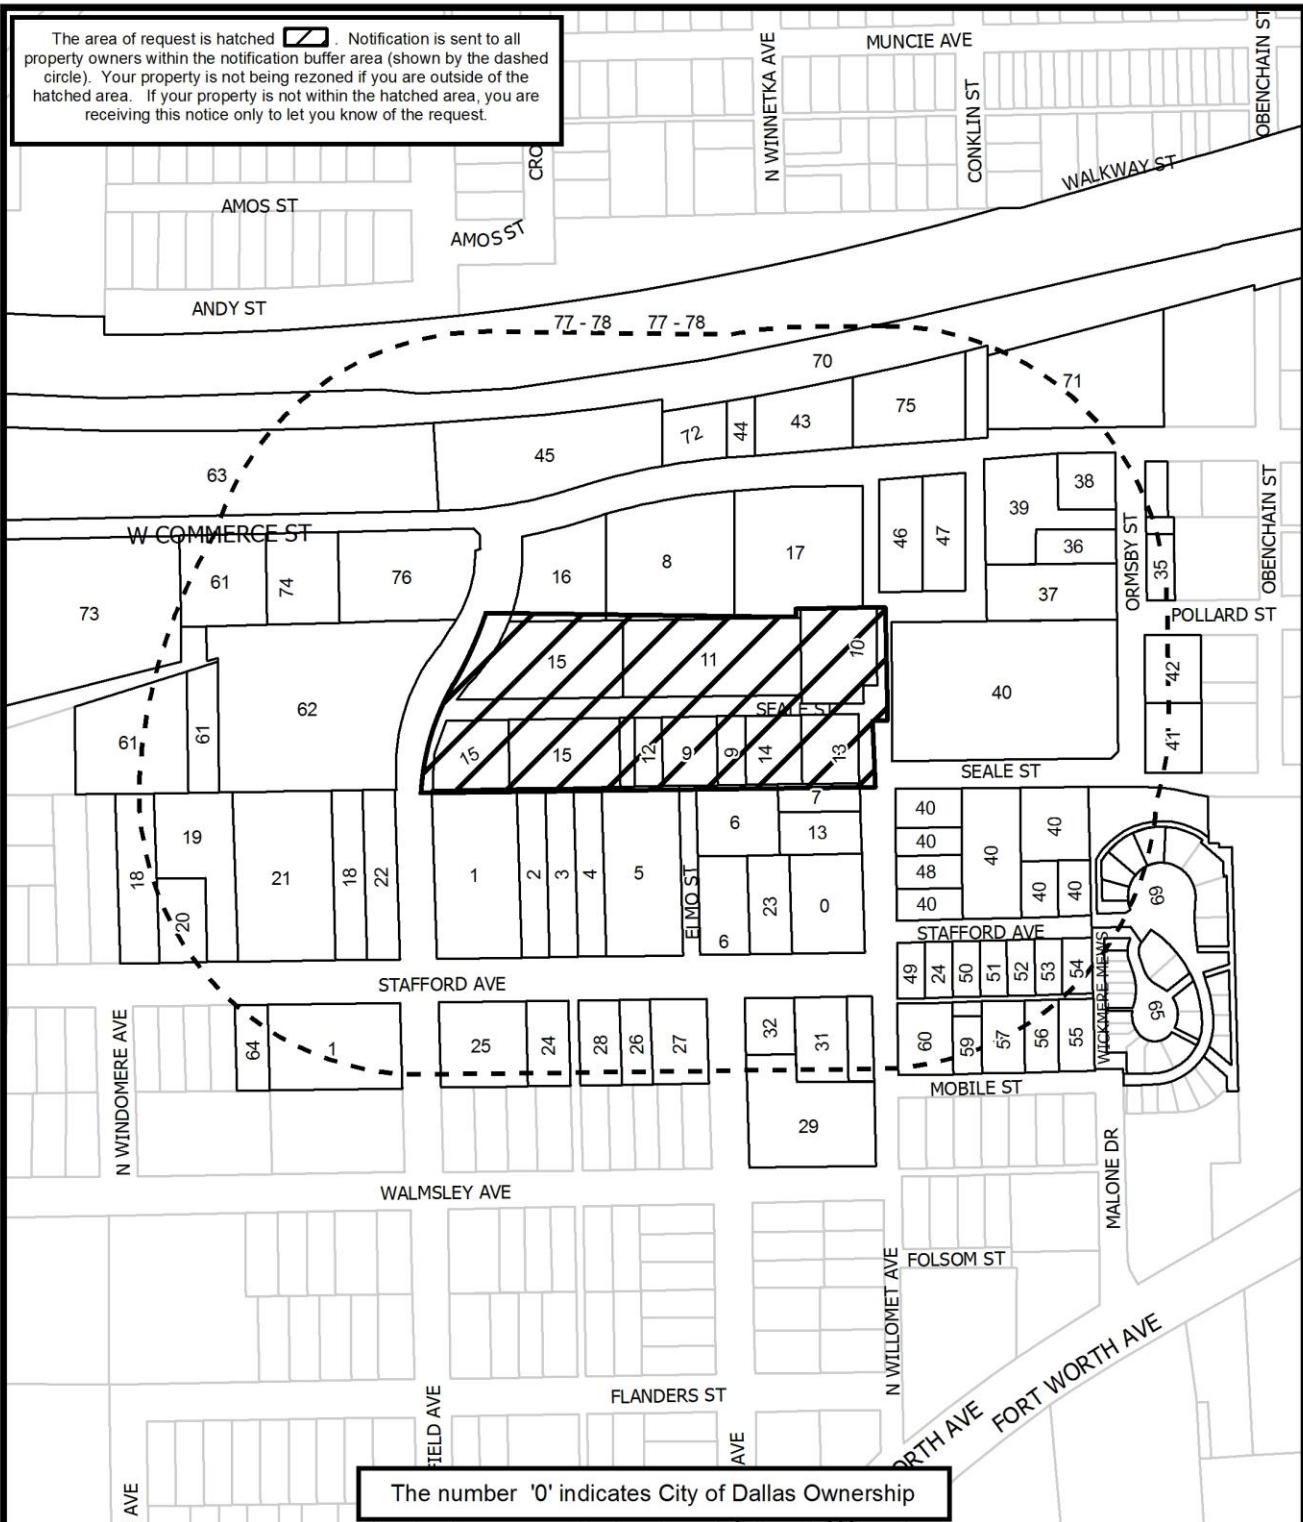 The area of request is hatched . Notification is sent to all
property owners within the notification buffer area (shown by the dashed
circle). Your property is not being rezoned if you are outside of the
hatched area. If your property is not within the hatched area, you are
receiving this notice only to let you know of the request.
MUNCIE AVE
OBENCHAIN ST
N WINNETKA AVE
CONKLIN ST
CRO
WALKWAY ST
AMOS ST
AMOS ST
ANDY ST
77 - 78 77 - 78
70
71
75
43
44
72
45
63
W COMMERCE ST
38
39
36
37
46
47
ORMSBY ST
35
OBENCHAIN ST
POLLARD ST
17
8
16
76
74
61
73
42
41
40
10
11
15
62
61
61
SEALE ST
15
15
12
9
9
14
13
SEALE ST
7
6
13
40
40
48
40
40
40
40
40
19
18
20
21
18
22
1
2
3
4
5
ELMO ST
6
23
0
69
STAFFORD AVE
49
24
50
51
52
53
54
WICKMERE MEWS
65
STAFFORD AVE
N WINDOMERE AVE
64
1
25
24
28
26
27
32
31
29
60
59
57
56
55
MOBILE ST
MALONE DR
WALMSLEY AVE
FOLSOM ST
N WILLOMET AVE
FORT WORTH AVE
ORTH AVE
FLANDERS ST
FIELD AVE
AVE
AVE
The number '0' indicates City of Dallas Ownership